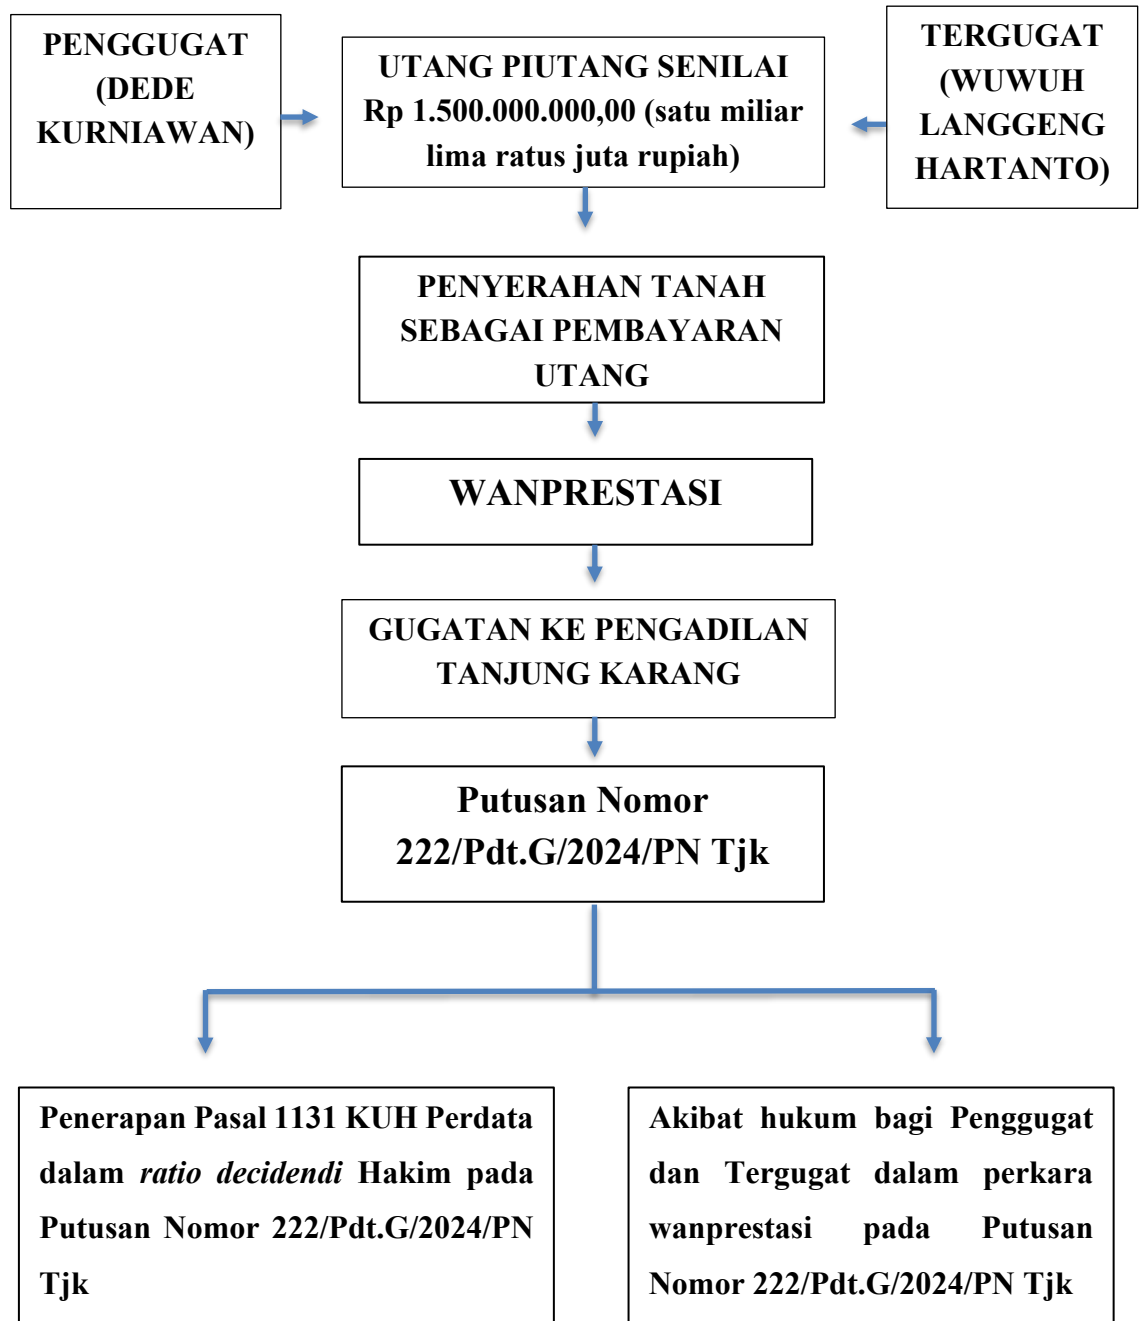 PENGGUGAT
(DEDE
KURNIAWAN)
UTANG PIUTANG SENILAI
Rp 1.500.000.000,00 (satu miliar
lima ratus juta rupiah)
TERGUGAT
(WUWUH
LANGGENG
HARTANTO)
PENYERAHAN TANAH
SEBAGAI PEMBAYARAN
UTANG
WANPRESTASI
GUGATAN KE PENGADILAN
TANJUNG KARANG
Putusan Nomor
222/Pdt.G/2024/PN Tjk
Penerapan Pasal 1131 KUH Perdata
dalam ratio decidendi Hakim pada
Putusan Nomor 222/Pdt.G/2024/PN
Tjk
Akibat hukum bagi Penggugat
dan Tergugat dalam perkara
wanprestasi pada Putusan
Nomor 222/Pdt.G/2024/PN Tjk